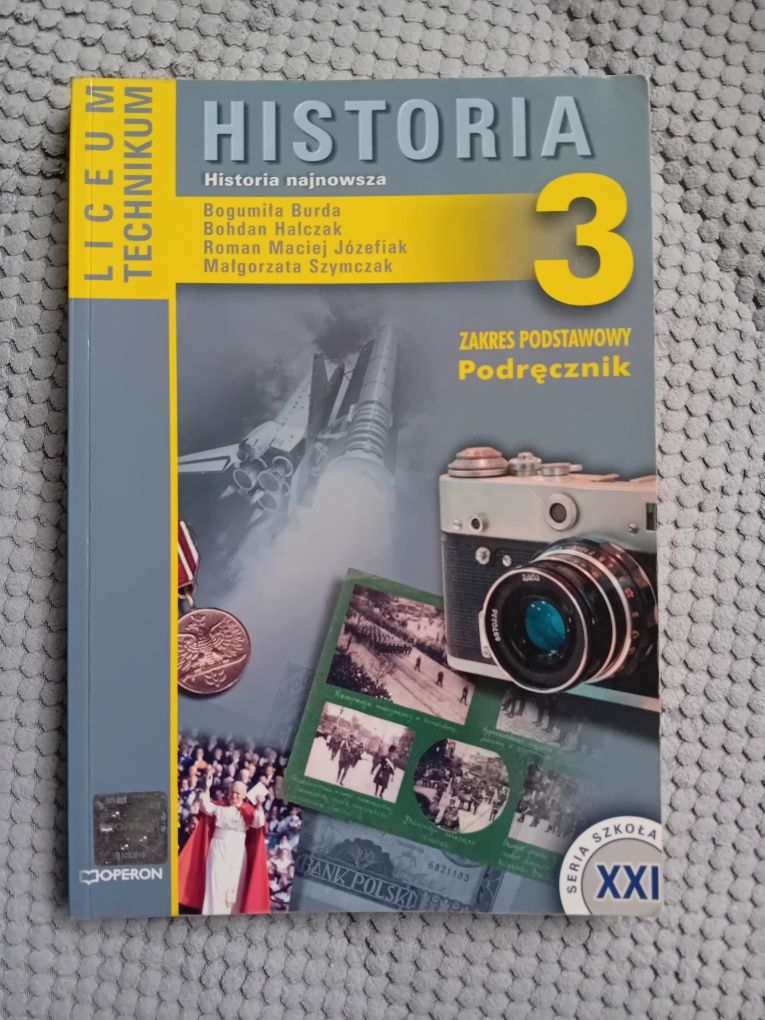 LICEUM
TECHNIKUM
HISTORIA
Historia najnowsza
3
Bogumiła Burda
Bohdan Halczak
Roman Maciej Józefiak
Małgorzata Szymczak
ZAKRES PODSTAWOWY
Podręcznik
BANK POLSKI
6821183
SERIA SZKOŁA
XXI
OPERON